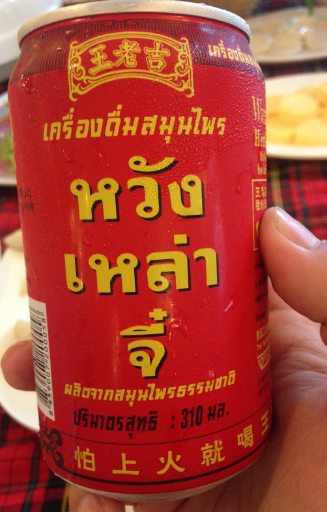 吉老王
เครื่องดื่มสมุนไพร
หวัง
เหล่า
จี๋
ผลิตจากสมุนไพรธรรมชาติ
ปริมาตรสุทธิ : 310 มล.
怕上火就喝王